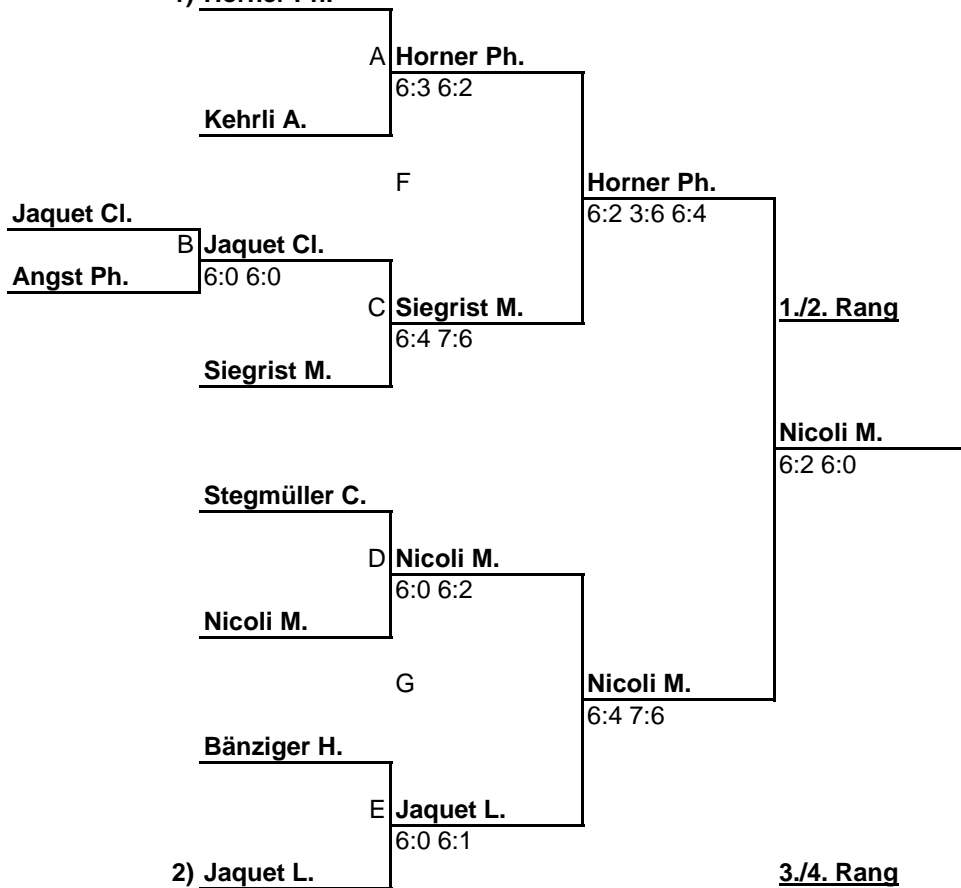 1) Horner Ph.
A Horner Ph.
6:3 6:2
Kehrli A.
F Horner Ph.
Jaquet Cl. 6:2 3:6 6:4
B Jaquet Cl.
Angst Ph. 6:0 6:0
C Siegrist M. 1./2. Rang
6:4 7:6
Siegrist M.
Nicoli M.
6:2 6:0
Stegmüller C.
D Nicoli M.
6:0 6:2
Nicoli M.
G Nicoli M.
6:4 7:6
Bänziger H.
E Jaquet L.
6:0 6:1
2) Jaquet L. 3./4. Rang